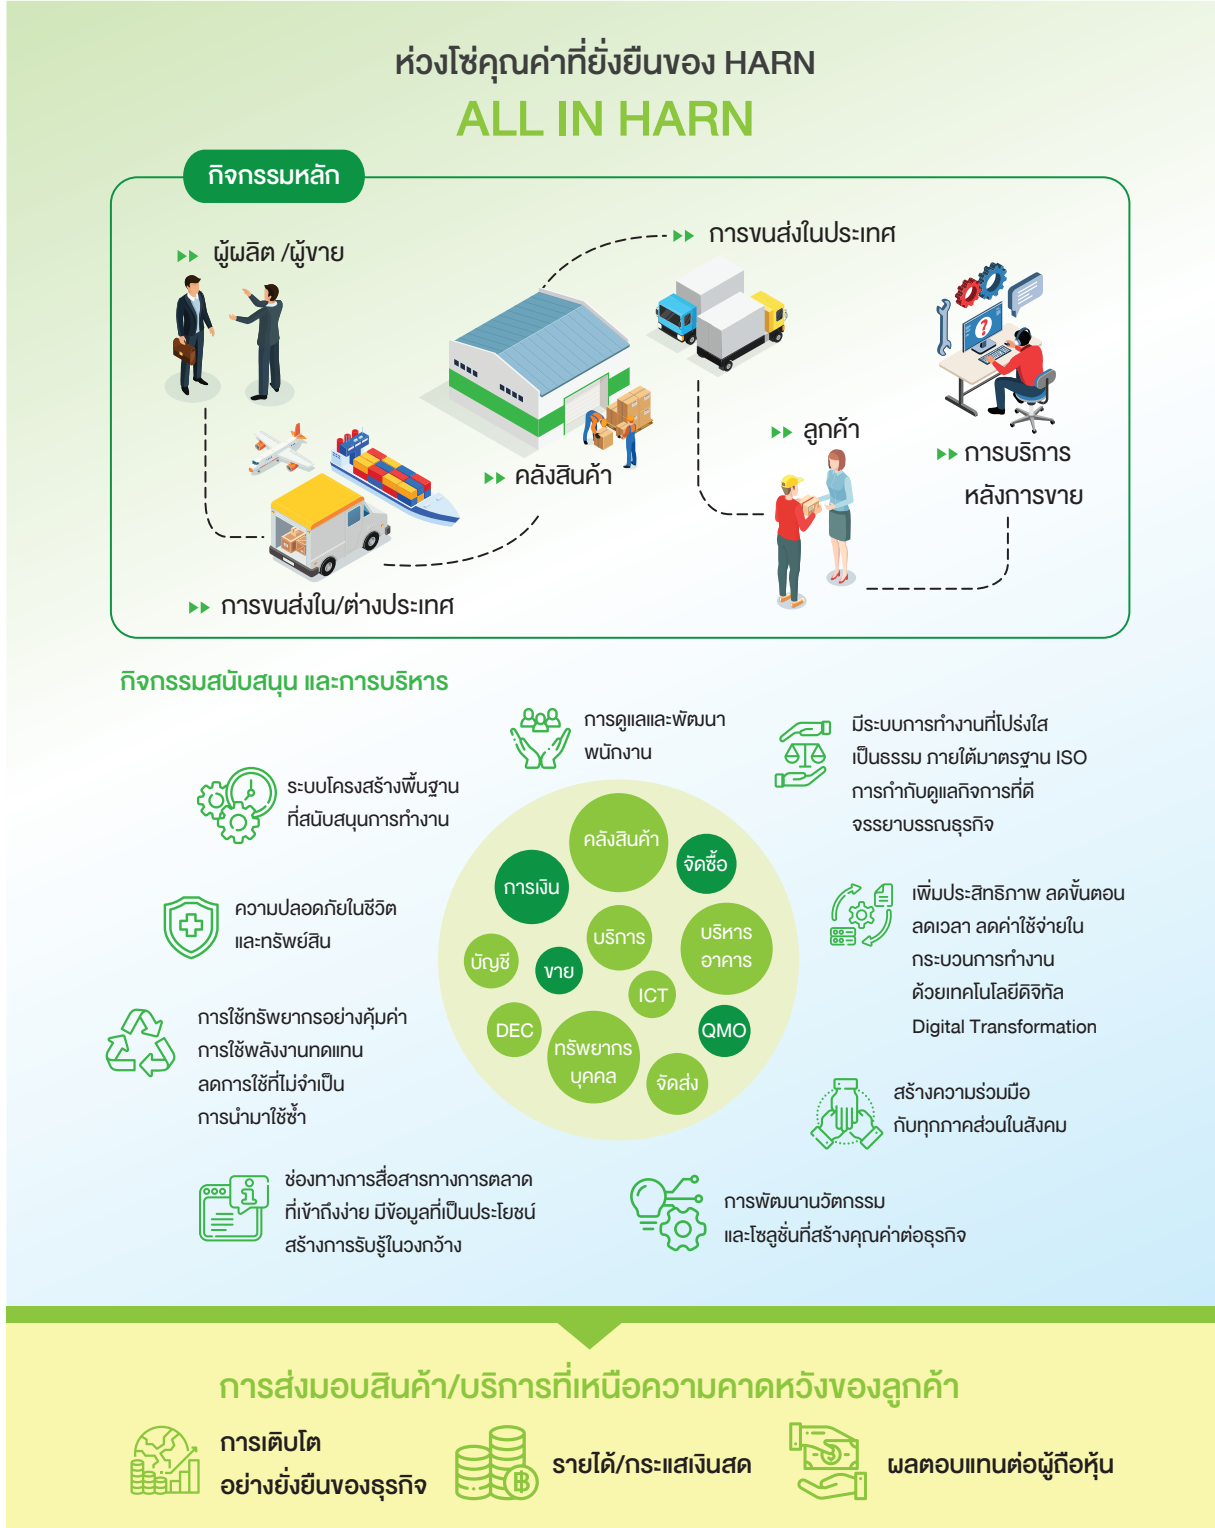 ห่วงโซ่คุณค่าที่ยั่งยืนของ HARN
ALL IN HARN
กิจกรรมหลัก
ผู้ผลิต /ผู้ขาย
การขนส่งในประเทศ
คลังสินค้า
ลูกค้า
การบริการ
หลังการขาย
การขนส่งใน/ต่างประเทศ
กิจกรรมสนับสนุน และการบริหาร
การดูแลและพัฒนา
พนักงาน
มีระบบการทำงานที่โปร่งใส
เป็นธรรม ภายใต้มาตรฐาน ISO
การกำกับดูแลกิจการที่ดี
จรรยาบรรณธุรกิจ
ระบบโครงสร้างพื้นฐาน
ที่สนับสนุนการทำงาน
ความปลอดภัยในชีวิต
และทรัพย์สิน
เพิ่มประสิทธิภาพ ลดขั้นตอน
ลดเวลา ลดค่าใช้จ่ายใน
กระบวนการทำงาน
ด้วยเทคโนโลยีดิจิทัล
Digital Transformation
คลังสินค้า
จัดซื้อ
การเงิน
บริการ
บริหาร
อาคาร
บัญชี
ขาย
ICT
DEC
QMO
ทรัพยากร
บุคคล
จัดส่ง
การใช้ทรัพยากรอย่างคุ้มค่า
การใช้พลังงานทดแทน
ลดการใช้ที่ไม่จำเป็น
การนำมาใช้ซ้ำ
สร้างความร่วมมือ
กับทุกภาคส่วนในสังคม
ช่องทางการสื่อสารทางการตลาด
ที่เข้าถึงง่าย มีข้อมูลที่เป็นประโยชน์
สร้างการรับรู้ในวงกว้าง
การพัฒนานวัตกรรม
และโซลูชั่นที่สร้างคุณค่าต่อธุรกิจ
การส่งมอบสินค้า/บริการที่เหนือความคาดหวังของลูกค้า
การเติบโต
อย่างยั่งยืนของธุรกิจ
รายได้/กระแสเงินสด
ผลตอบแทนต่อผู้ถือหุ้น